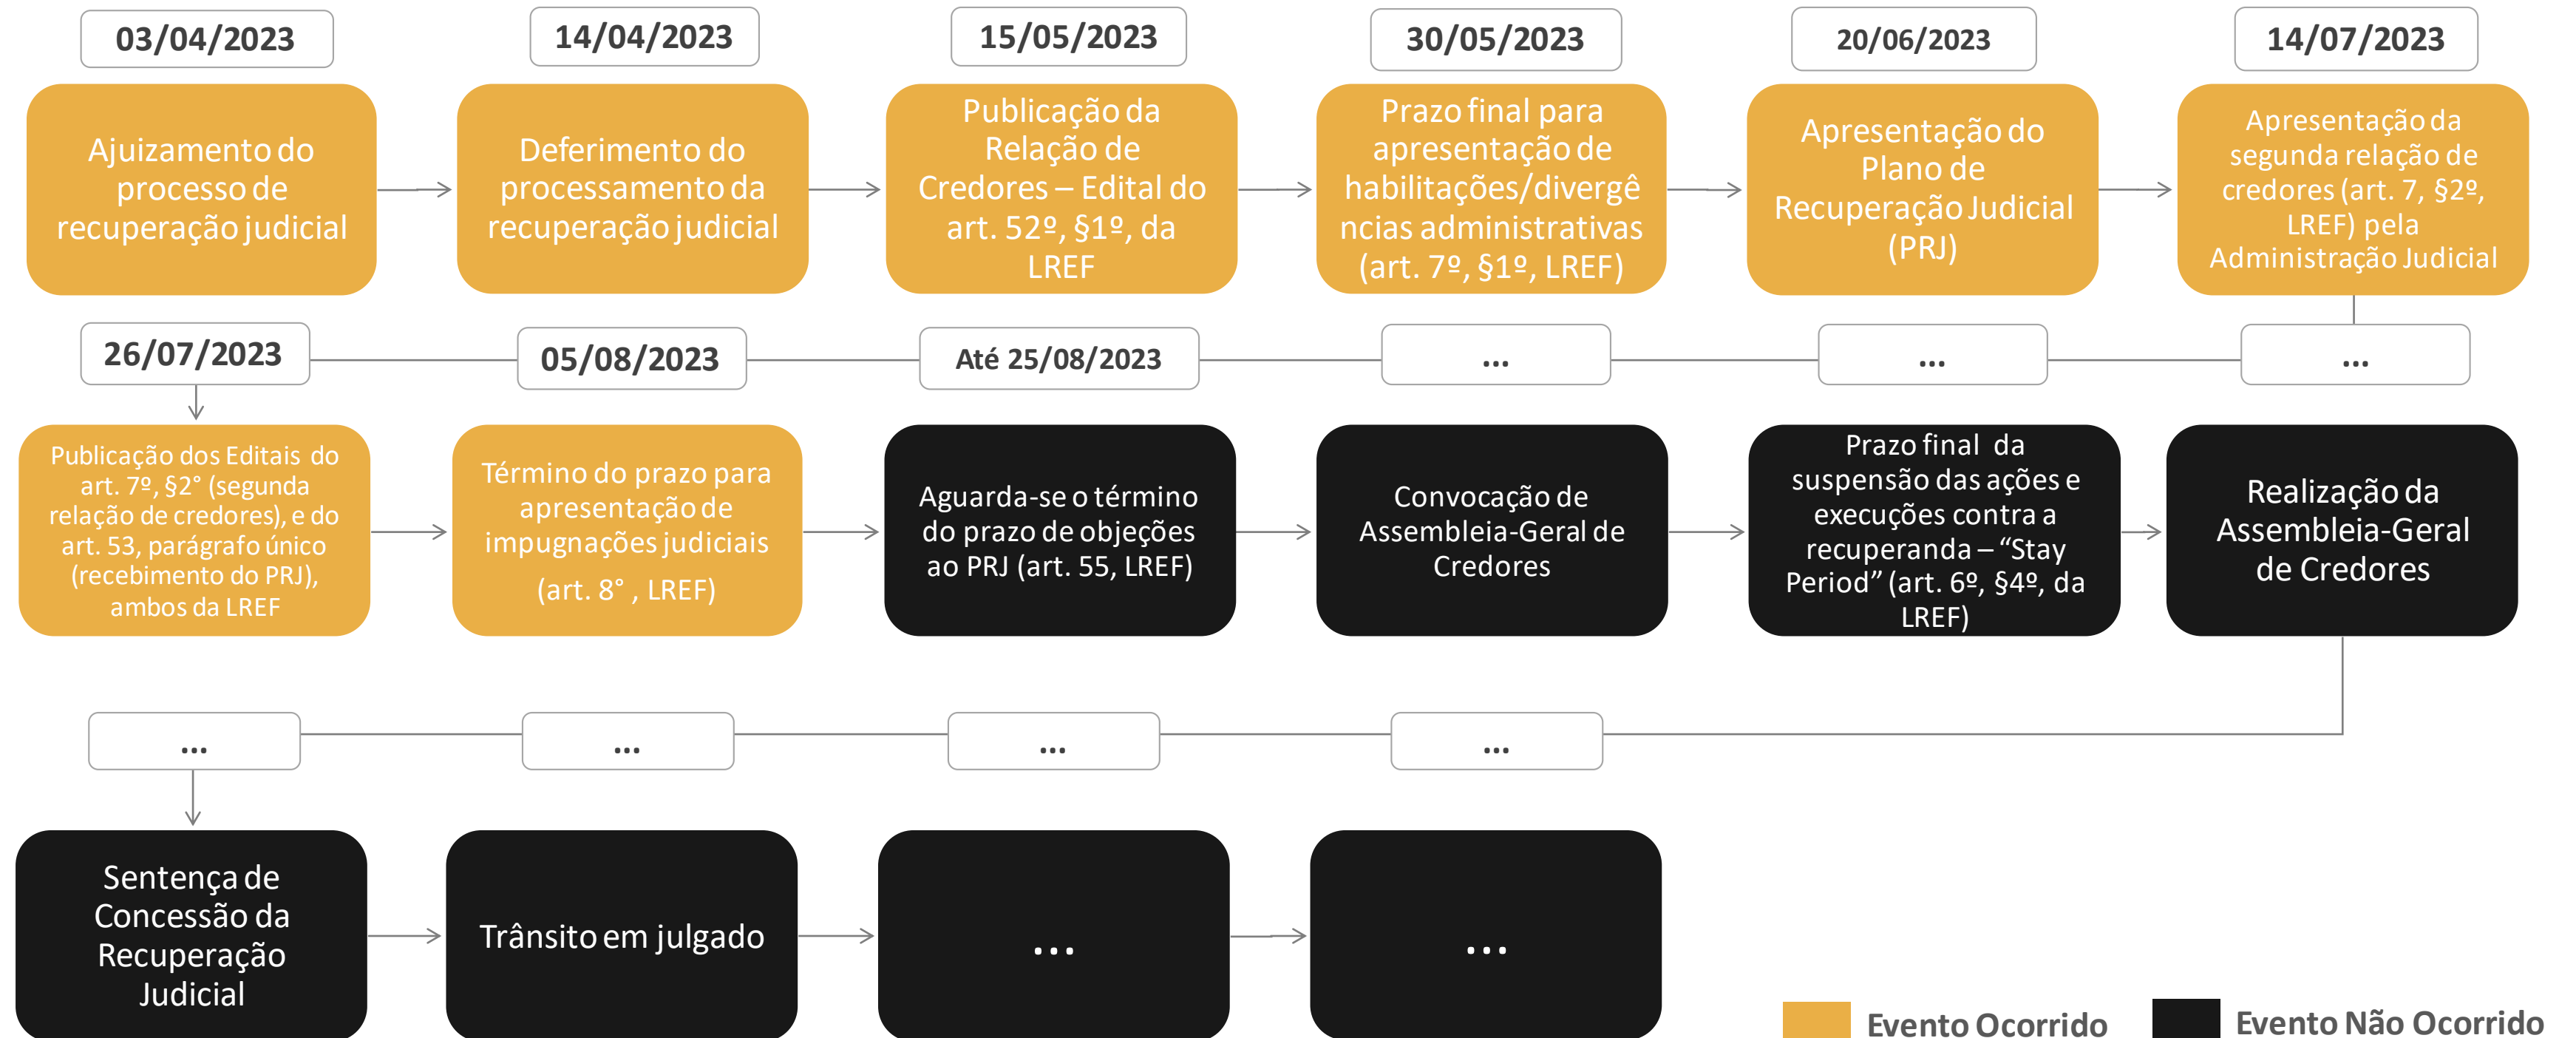 03/04/2023
14/04/2023
15/05/2023
30/05/2023
20/06/2023
14/07/2023
Ajuizamento do
processo de
recuperação judicial
Deferimento do
processamento da
recuperação judicial
Publicação da
Relação de
Credores – Edital do
art. 52º, §1º, da
LREF
Prazo final para
apresentação de
habilitações/divergê
ncias administrativas
(art. 7º, §1º, LREF)
Apresentação do
Plano de
Recuperação Judicial
(PRJ)
Apresentação da
segunda relação de
credores (art. 7, §2º,
LREF) pela
Administração Judicial
26/07/2023
05/08/2023
Até 25/08/2023
...
...
...
Publicação dos Editais do
art. 7º, §2° (segunda
relação de credores), e do
art. 53, parágrafo único
(recebimento do PRJ),
ambos da LREF
Término do prazo para
apresentação de
impugnações judiciais
(art. 8° , LREF)
Aguarda-se o término
do prazo de objeções
ao PRJ (art. 55, LREF)
Convocação de
Assembleia-Geral de
Credores
Prazo final da
suspensão das ações e
execuções contra a
recuperanda – “Stay
Period” (art. 6º, §4º, da
LREF)
Realização da
Assembleia-Geral
de Credores
...
...
...
...
Sentença de
Concessão da
Recuperação
Judicial
Trânsito em julgado
...
...
Evento Ocorrido
Evento Não Ocorrido